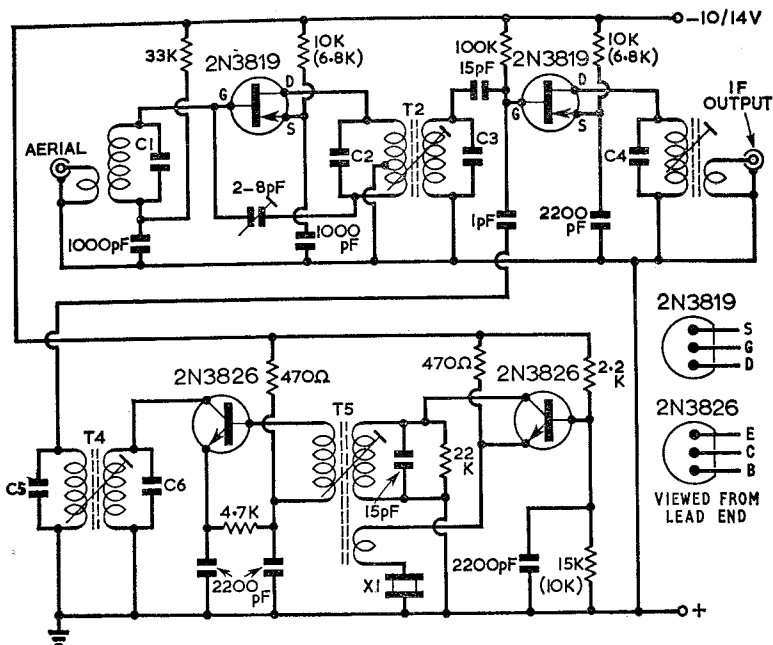 -10/14V
33K
2N3819
10K
(6.8K)
G
D
S
T2
100K
15pF
2N3819
10K
(6.8K)
G
D
S
IF
OUTPUT
AERIAL
C1
C2
C3
C4
2-8pF
1000pF
1000
pF
1pF
2200
pF
2N3819
S
G
D
2N3826
E
C
B
VIEWED FROM
LEAD END
2N3826
470Ω
T5
470Ω
2N3826
2.2
K
T4
C5
C6
4.7K
2200
pF
15pF
22
K
X1
2200pF
15K
(10K)
+